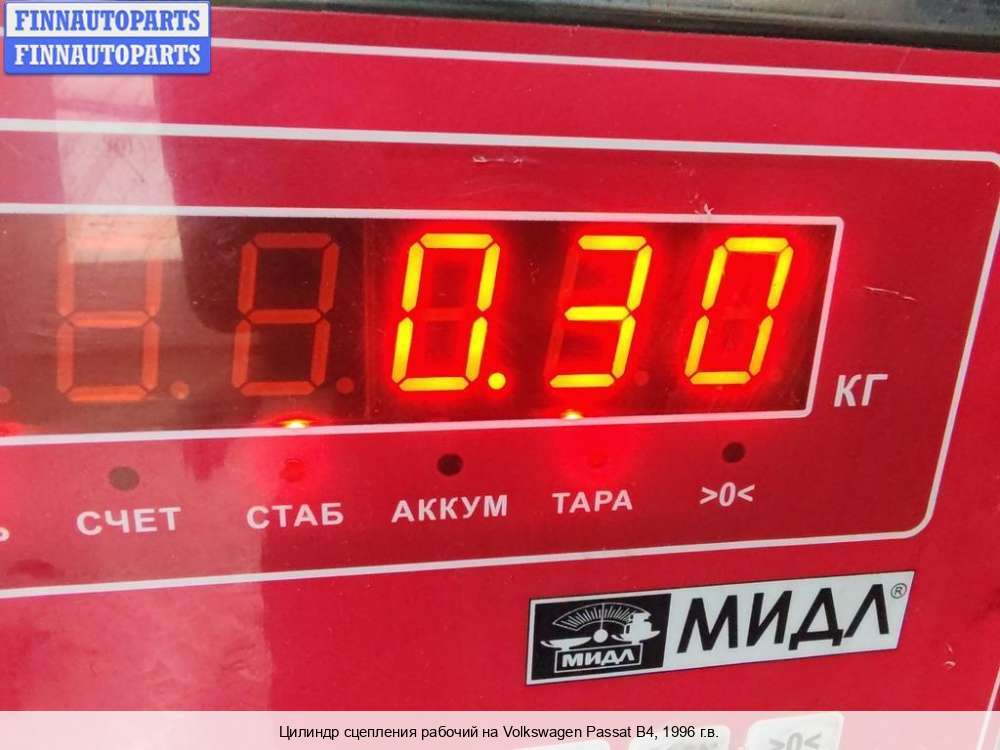 FINNAUTOPARTS
FINNAUTOPARTS
0.30
КГ
СЧЕТ СТАБ АККУМ ТАРА >0<
МИДЛ МИДЛ®
>0<
Цилиндр сцепления рабочий на Volkswagen Passat B4, 1996 г.в.